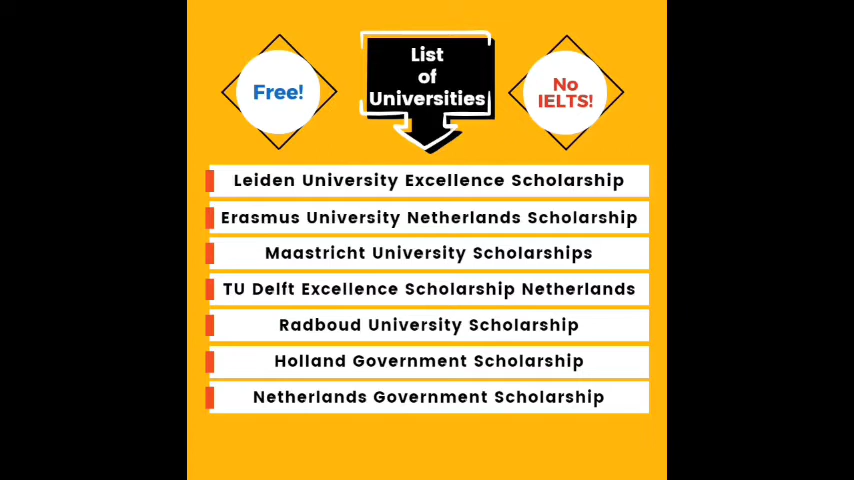 Free!
List
of
Universities
No
IELTS!
Leiden University Excellence Scholarship
Erasmus University Netherlands Scholarship
Maastricht University Scholarships
TU Delft Excellence Scholarship Netherlands
Radboud University Scholarship
Holland Government Scholarship
Netherlands Government Scholarship